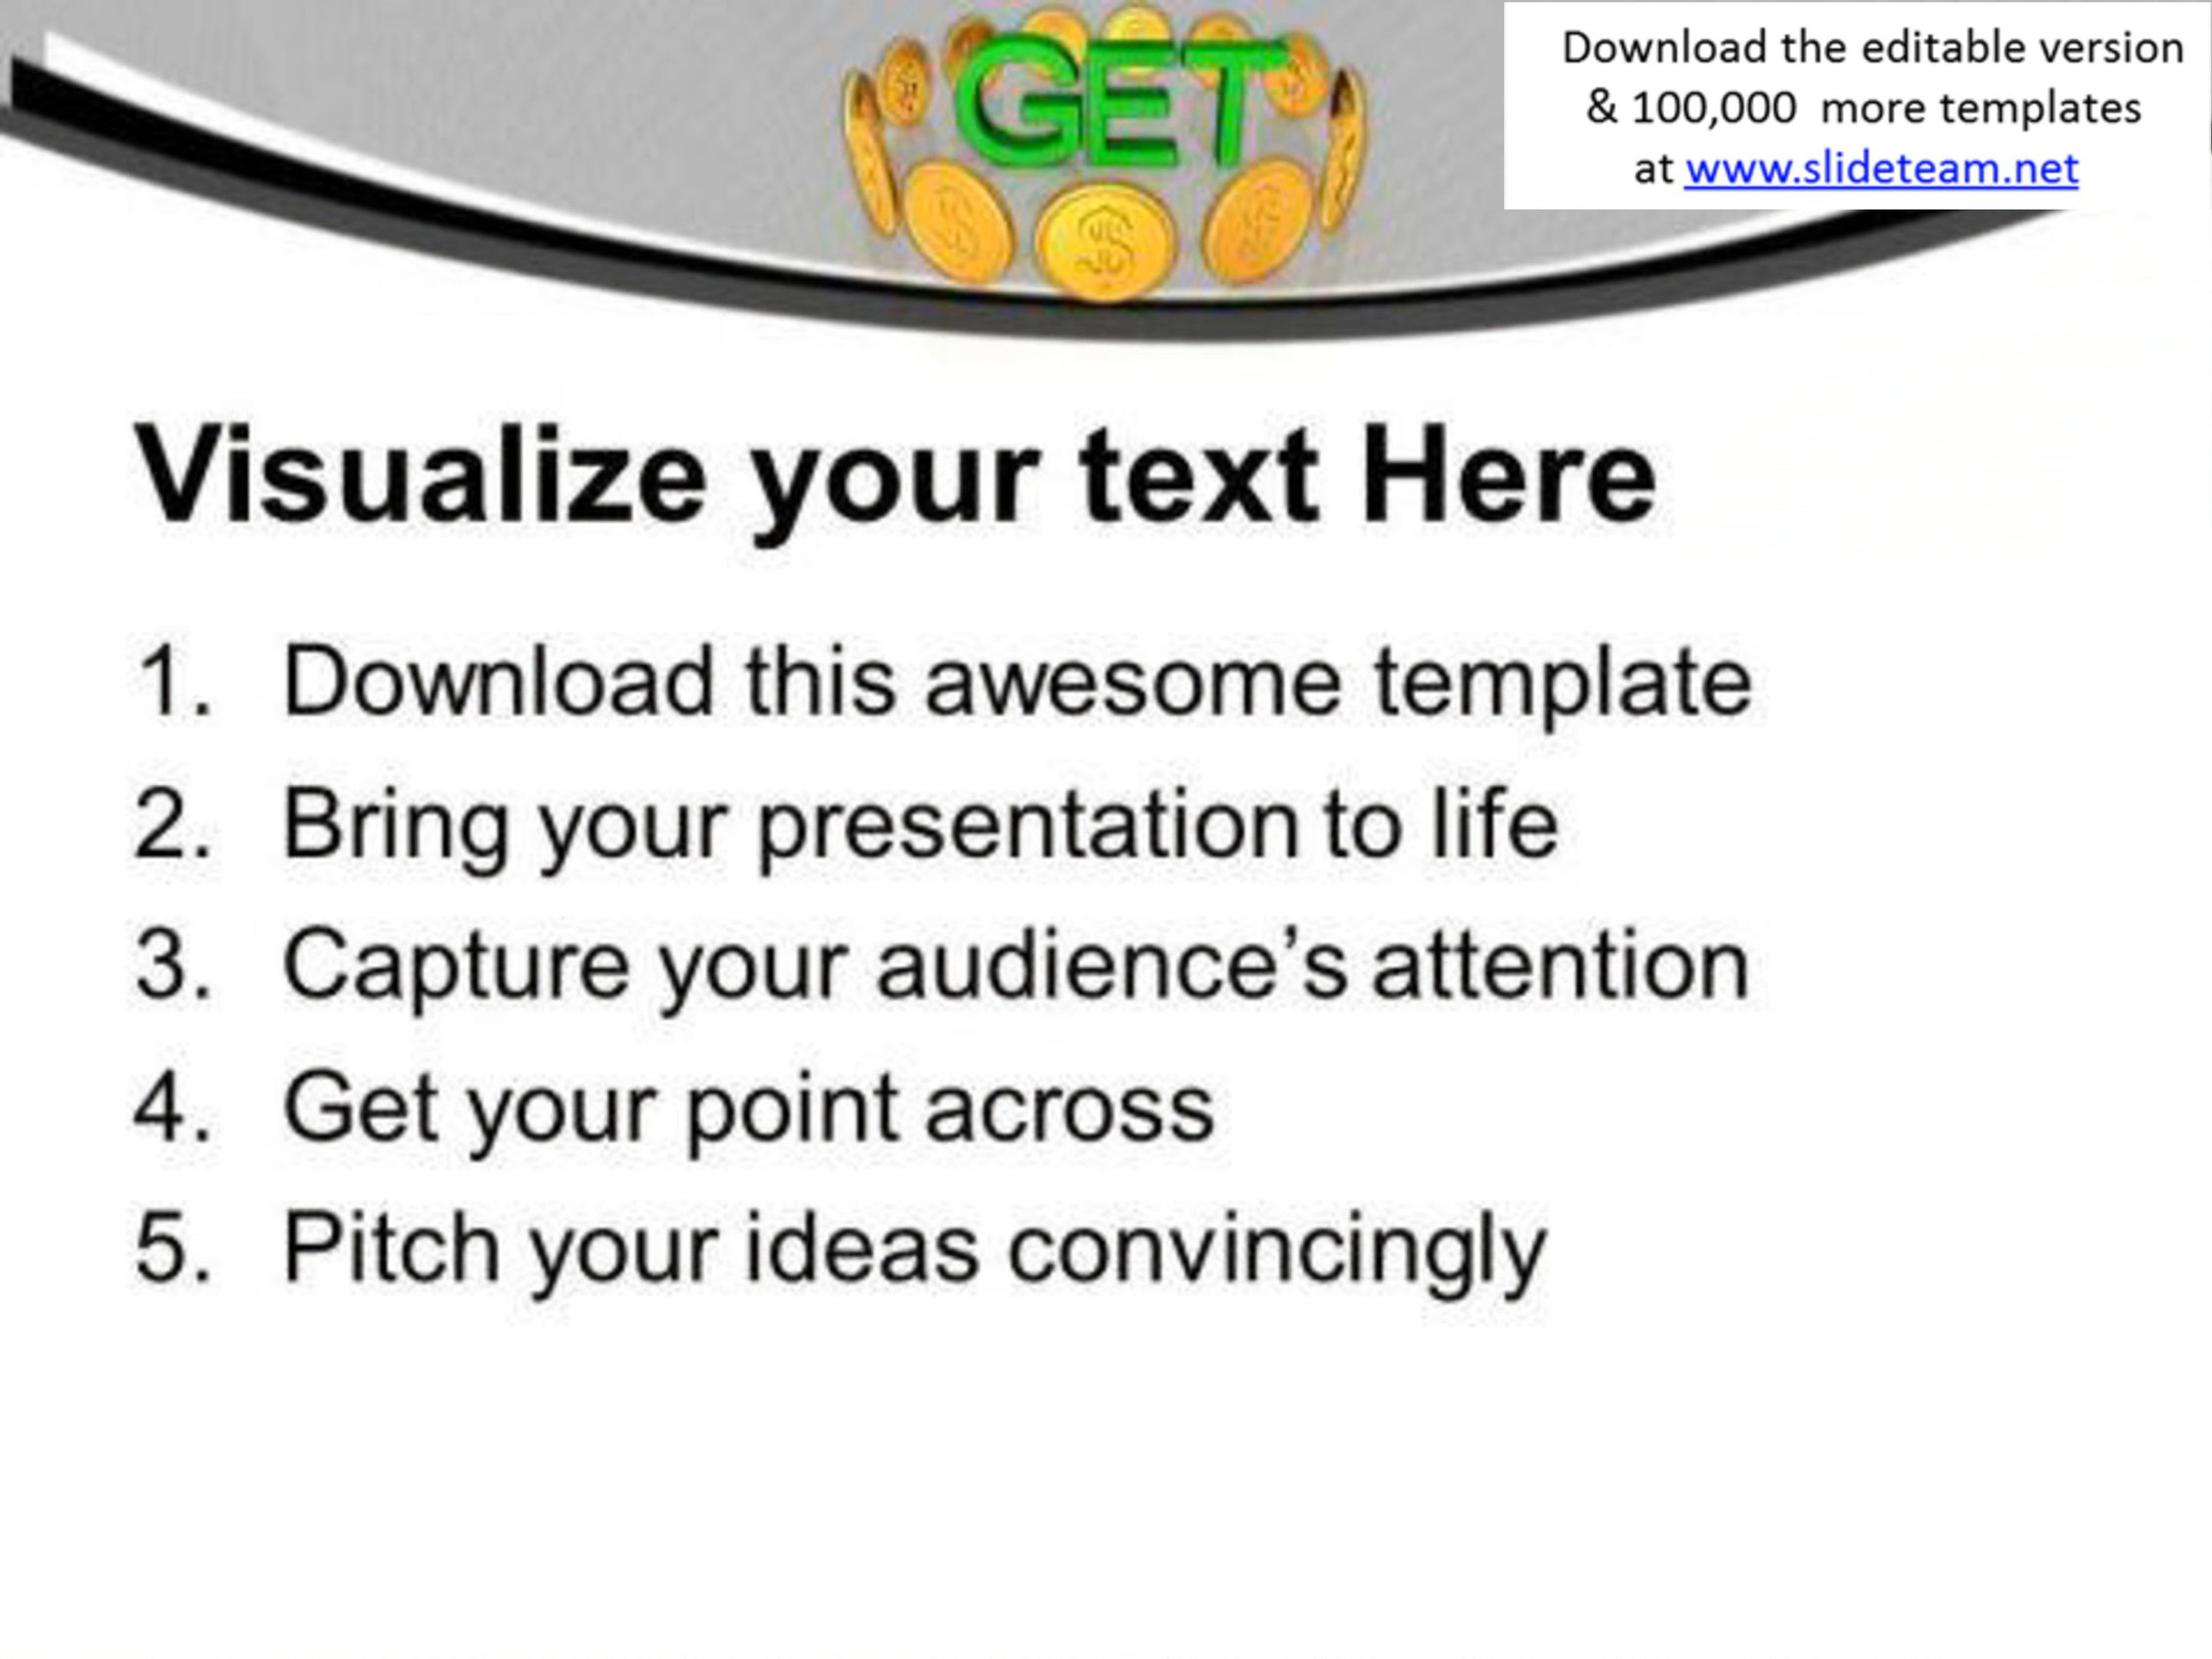 GET
Download the editable version
& 100,000 more templates
at www.slideteam.net
Visualize your text Here
1. Download this awesome template
2. Bring your presentation to life
3. Capture your audience’s attention
4. Get your point across
5. Pitch your ideas convincingly